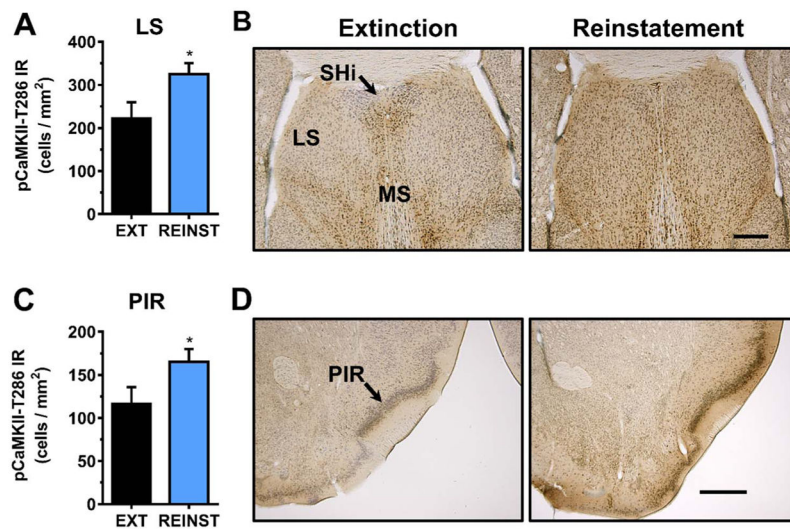 A
LS
pCaMKII-T286 IR
(cells / mm²)
400
300
200
100
0
EXT
REINST
*
B
Extinction
Reinstatement
SHi
LS
MS
C
PIR
pCaMKII-T286 IR
(cells / mm²)
200
150
100
50
0
EXT
REINST
*
D
PIR